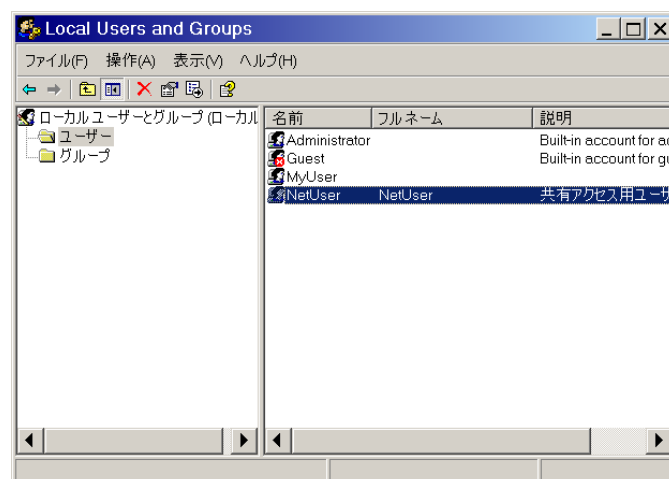 Local Users and Groups
ファイル(F) 操作(A) 表示(V) ヘルプ(H)
ローカル ユーザーとグループ (ローカル
ユーザー
グループ
名前 フル ネーム 説明
Administrator Built-in account for ad
Guest Built-in account for gu
MyUser
NetUser NetUser 共有アクセス用ユーザ